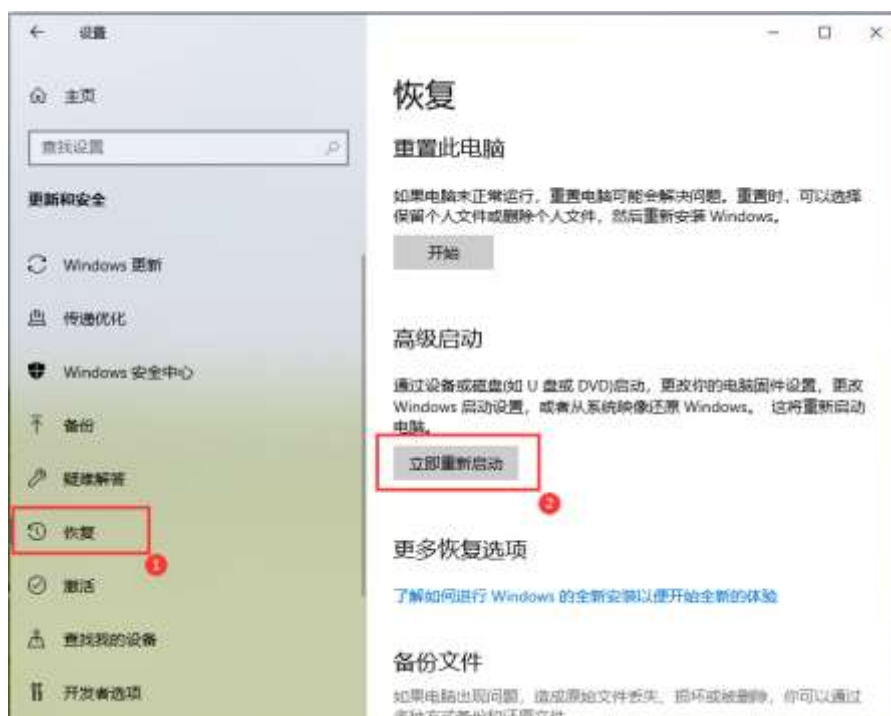 设置
主页
查找设置
更新和安全
Windows 更新
传递优化
Windows 安全中心
备份
疑难解答
恢复
1
激活
查找我的设备
开发者选项
恢复
重置此电脑
如果电脑未正常运行，重置电脑可能会解决问题。重置时，可以选择
保留个人文件或删除个人文件，然后重新安装 Windows。
开始
高级启动
通过设备或磁盘(如 U 盘或 DVD)启动，更改你的电脑固件设置，更改
Windows 启动设置，或者从系统映像还原 Windows。 这将重新启动
电脑。
立即重新启动
2
更多恢复选项
了解如何进行 Windows 的全新安装以便开始全新的体验
备份文件
如果电脑出现问题，造成原始文件丢失、损坏或被删除，你可以通过